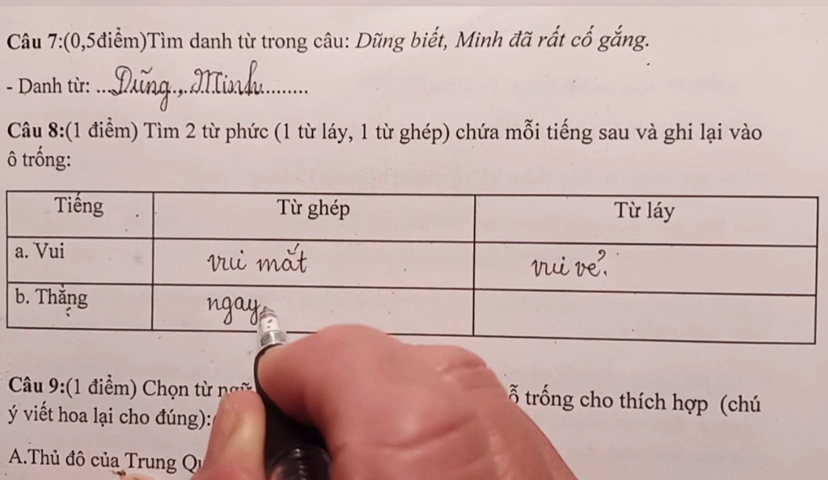 Câu 7:(0,5điểm)Tìm danh từ trong câu: Dũng biết, Minh đã rất cố gắng.
- Danh từ: ...Dũng..,.Minh........
Câu 8:(1 điểm) Tìm 2 từ phức (1 từ láy, 1 từ ghép) chứa mỗi tiếng sau và ghi lại vào
ô trống:
Tiếng Từ ghép Từ láy
a. Vui vui mắt vui vẻ.
b. Thẳng ngay
Câu 9:(1 điểm) Chọn từ ỗ trống cho thích hợp (chú
ý viết hoa lại cho đúng):
A.Thủ đô của Trung